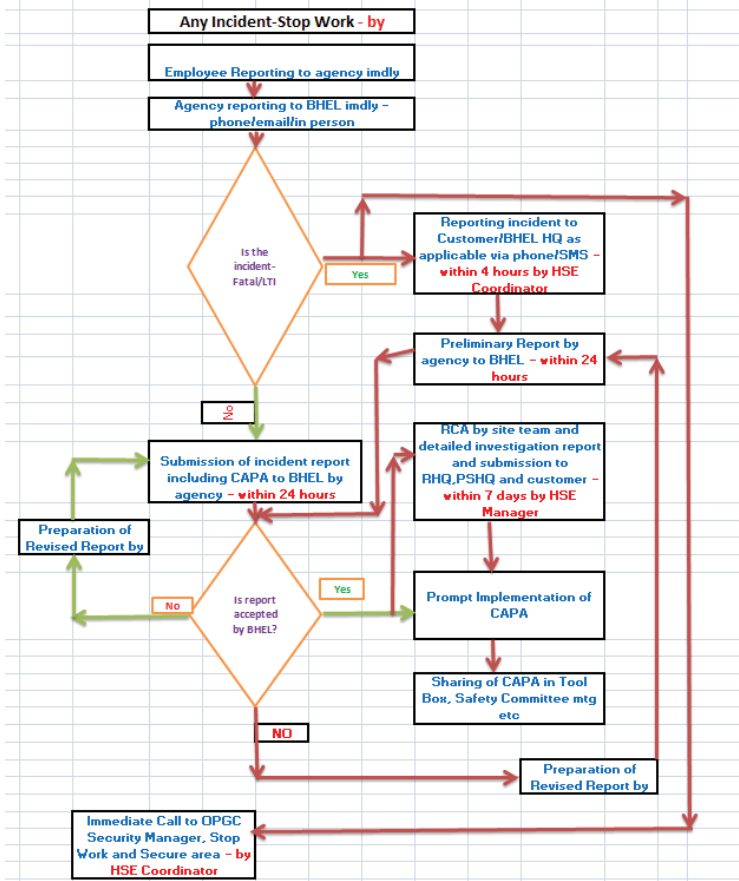 Any Incident-Stop Work - by
Employee Reporting to agency imdly
Agency reporting to BHEL imdly –
phone/email/in person
Is the
incident-
Fatal/LTI
Yes
Reporting incident to
Customer/BHEL HQ as
applicable via phone/SMS –
within 4 hours by HSE
Coordinator
Preliminary Report by
agency to BHEL – within 24
hours
No
Submission of incident report
including CAPA to BHEL by
agency – within 24 hours
RCA by site team and
detailed investigation report
and submission to
RHQ,PSHQ and customer –
within 7 days by HSE
Manager
Preparation of
Revised Report by
Is report
accepted
by BHEL?
No
Yes
Prompt Implementation of
CAPA
Sharing of CAPA in Tool
Box, Safety Committee mtg
etc
NO
Preparation of
Revised Report by
Immediate Call to OPGC
Security Manager, Stop
Work and Secure area – by
HSE Coordinator